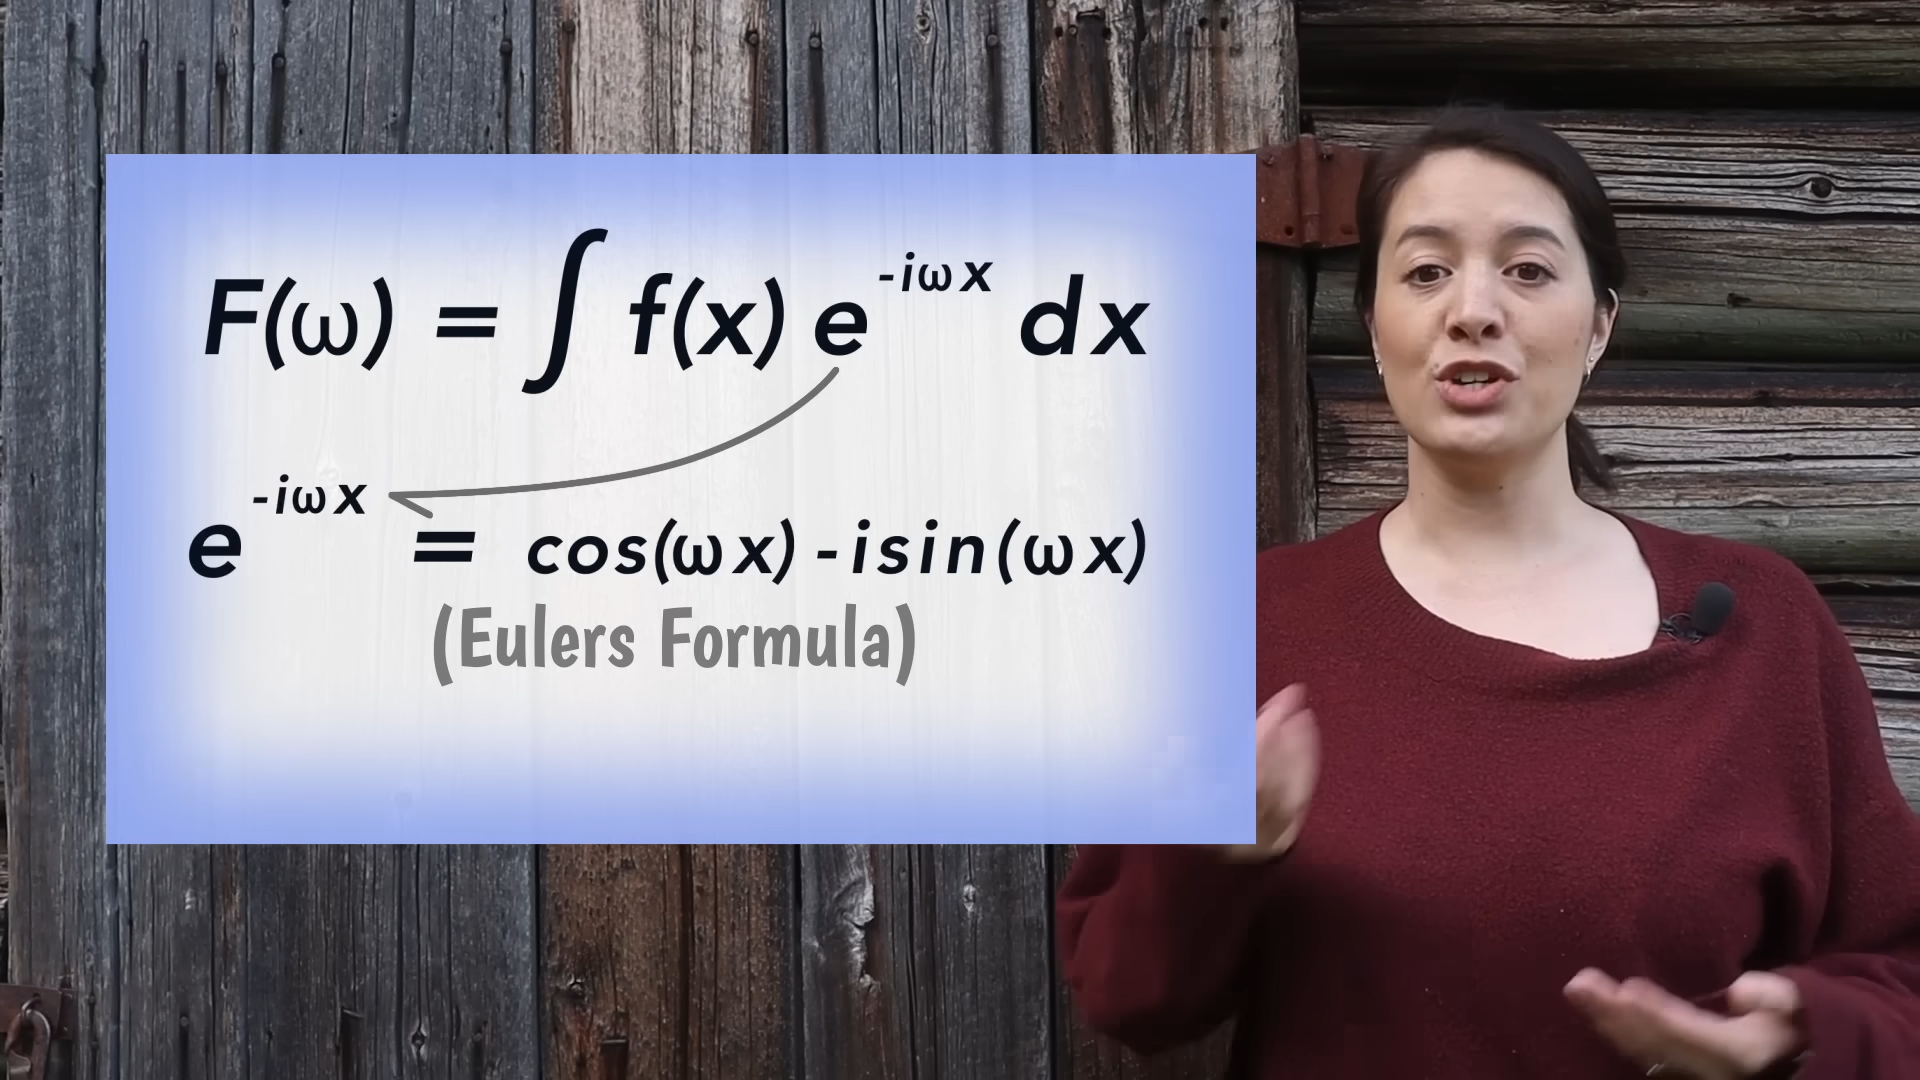 F(ω) = ∫ f(x) e^{-iωx} dx
e^{-iωx} = cos(ωx) - isin(ωx)
(Eulers Formula)